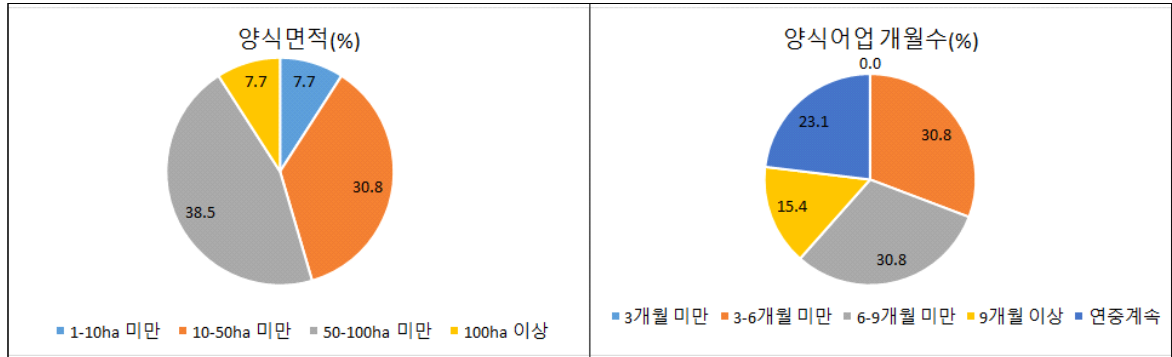 양식면적(%)
7.7
7.7
30.8
38.5
1-10ha 미만 10-50ha 미만 50-100ha 미만 100ha 이상
양식어업 개월수(%)
0.0
23.1
30.8
15.4
30.8
3개월 미만 3-6개월 미만 6-9개월 미만 9개월 이상 연중계속